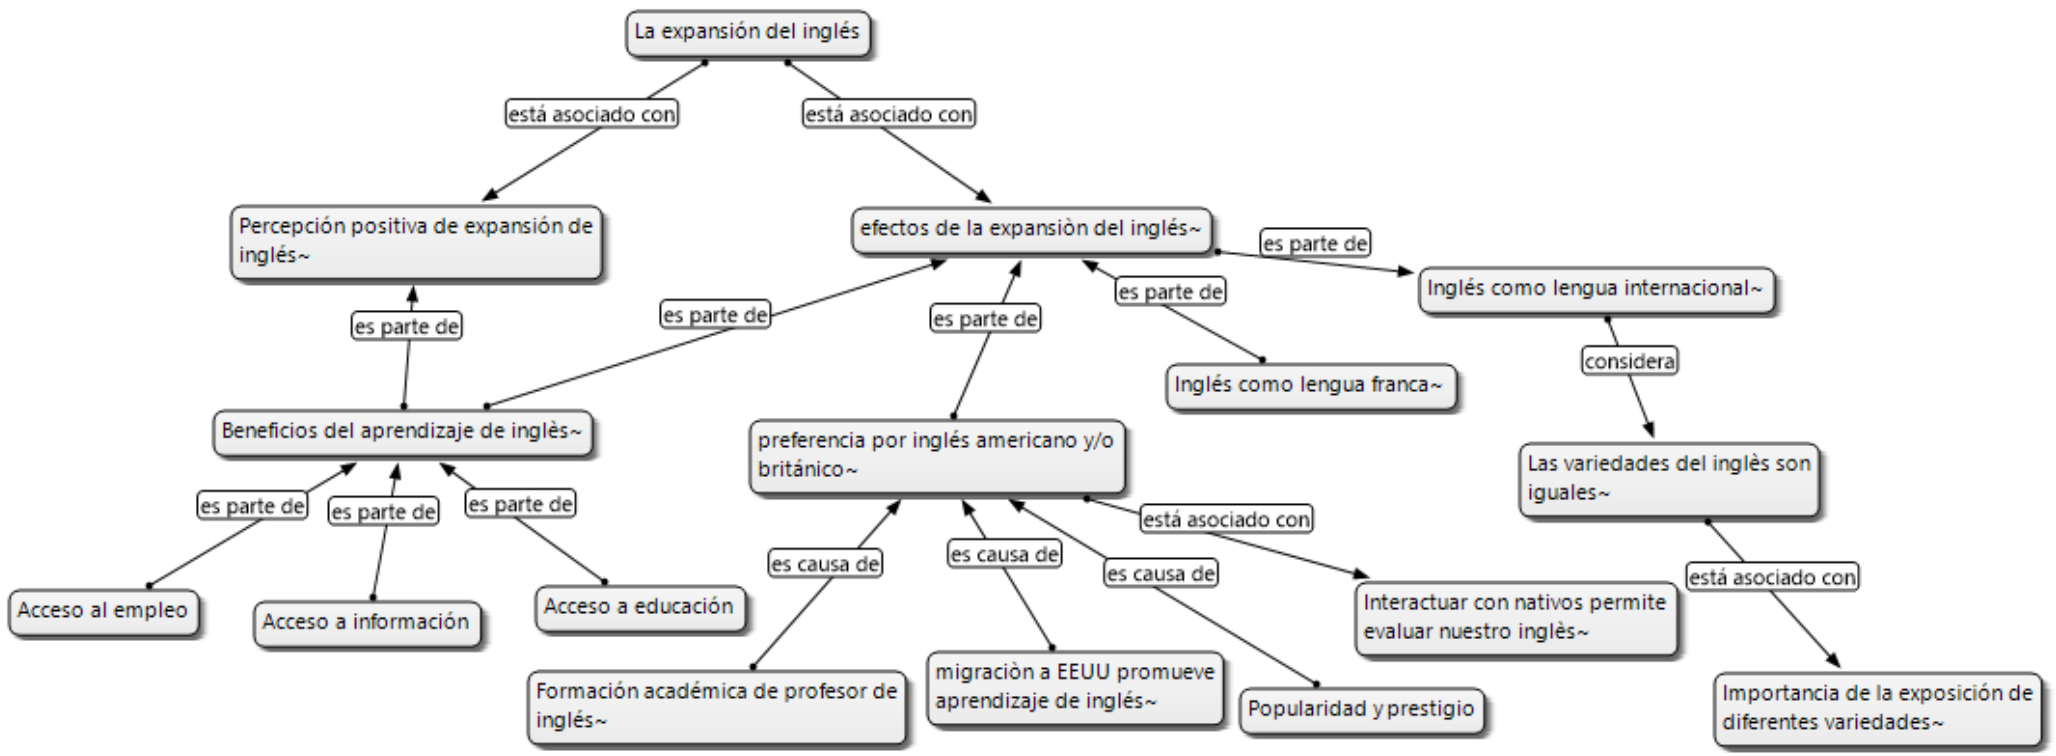 La expansión del inglés
está asociado con
está asociado con
Percepción positiva de expansión de
inglés~
efectos de la expansiòn del inglés~
es parte de
Inglés como lengua internacional~
es parte de
es parte de
es parte de
es parte de
considera
Inglés como lengua franca~
Beneficios del aprendizaje de inglès~
preferencia por inglés americano y/o
británico~
Las variedades del inglès son
iguales~
es parte de
es parte de
es parte de
está asociado con
es causa de
es causa de
es causa de
está asociado con
Acceso al empleo
Acceso a información
Acceso a educación
Interactuar con nativos permite
evaluar nuestro inglès~
Formación académica de profesor de
inglés~
migraciòn a EEUU promueve
aprendizaje de inglés~
Popularidad y prestigio
Importancia de la exposición de
diferentes variedades~